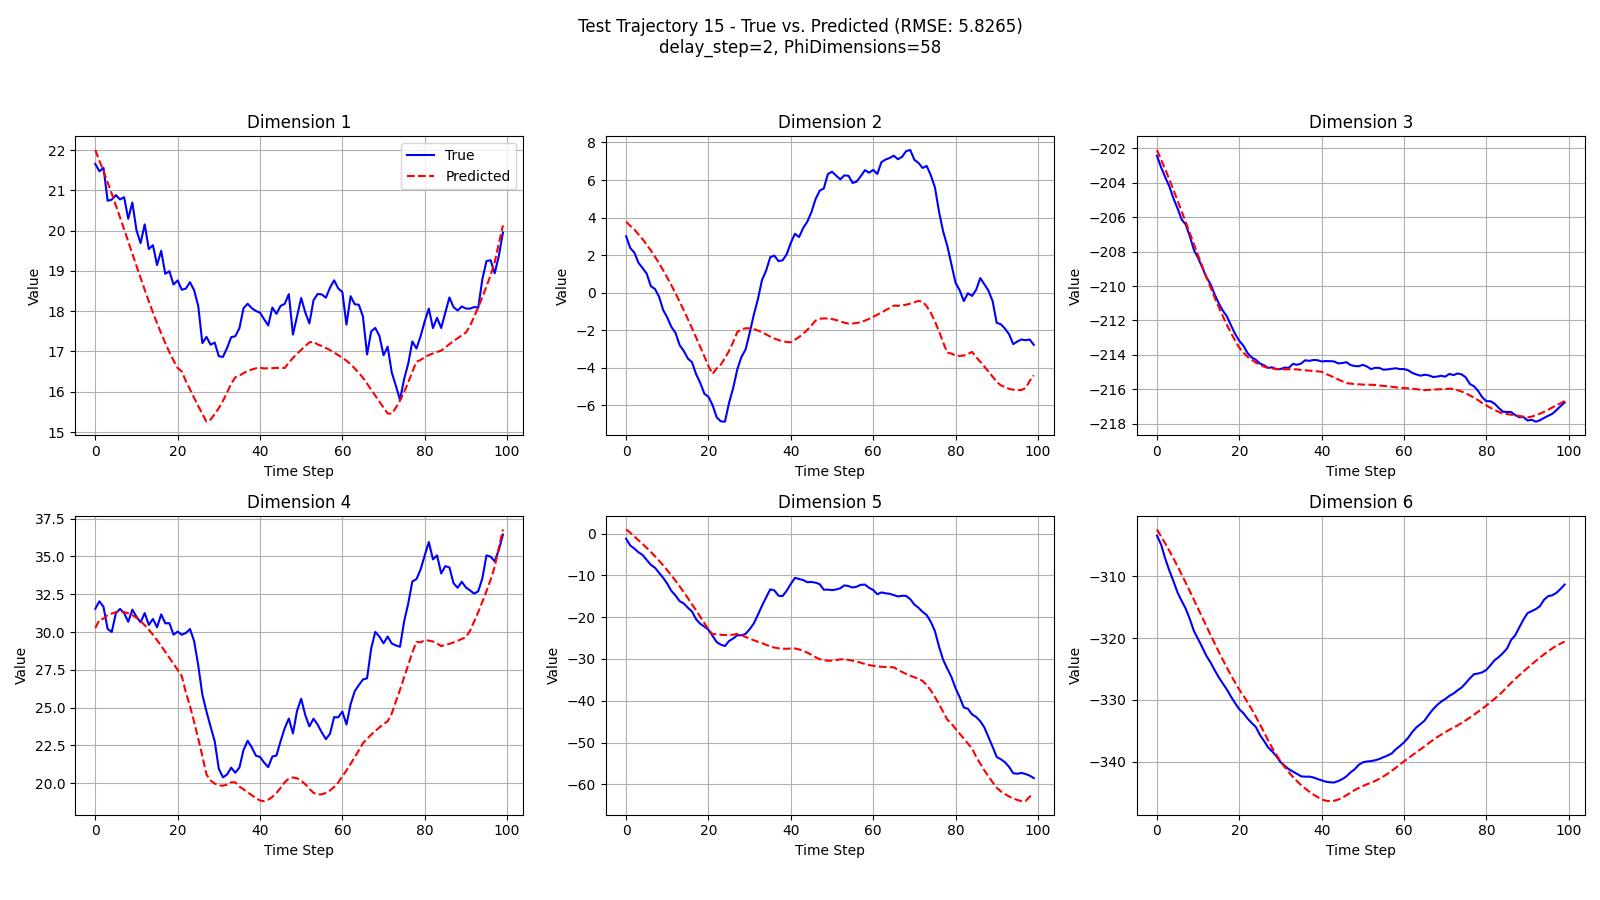 Test Trajectory 15 - True vs. Predicted (RMSE: 5.8265)
delay_step=2, PhiDimensions=58
Dimension 1
22
21
20
19
18
17
16
15
Value
0 20 40 60 80 100
Time Step
True
Predicted
Dimension 2
8
6
4
2
0
−2
−4
−6
Value
0 20 40 60 80 100
Time Step
Dimension 3
−202
−204
−206
−208
−210
−212
−214
−216
−218
Value
0 20 40 60 80 100
Time Step
Dimension 4
37.5
35.0
32.5
30.0
27.5
25.0
22.5
20.0
Value
0 20 40 60 80 100
Time Step
Dimension 5
0
−10
−20
−30
−40
−50
−60
Value
0 20 40 60 80 100
Time Step
Dimension 6
−310
−320
−330
−340
Value
0 20 40 60 80 100
Time Step